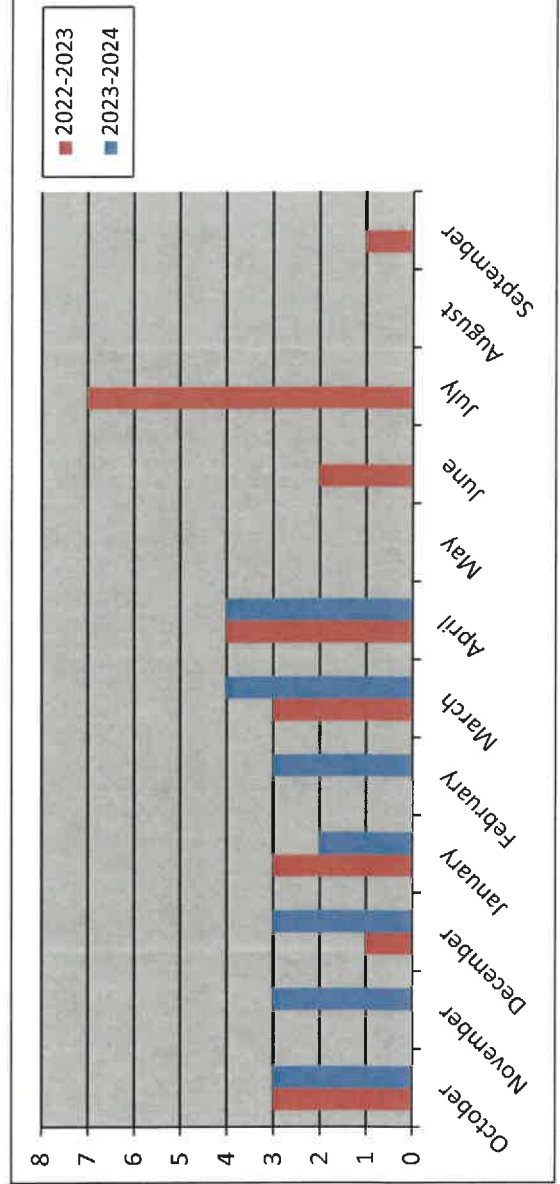 2022-2023
2023-2024
8
7
6
5
4
3
2
1
0
October
November
December
January
February
March
April
May
June
July
August
September